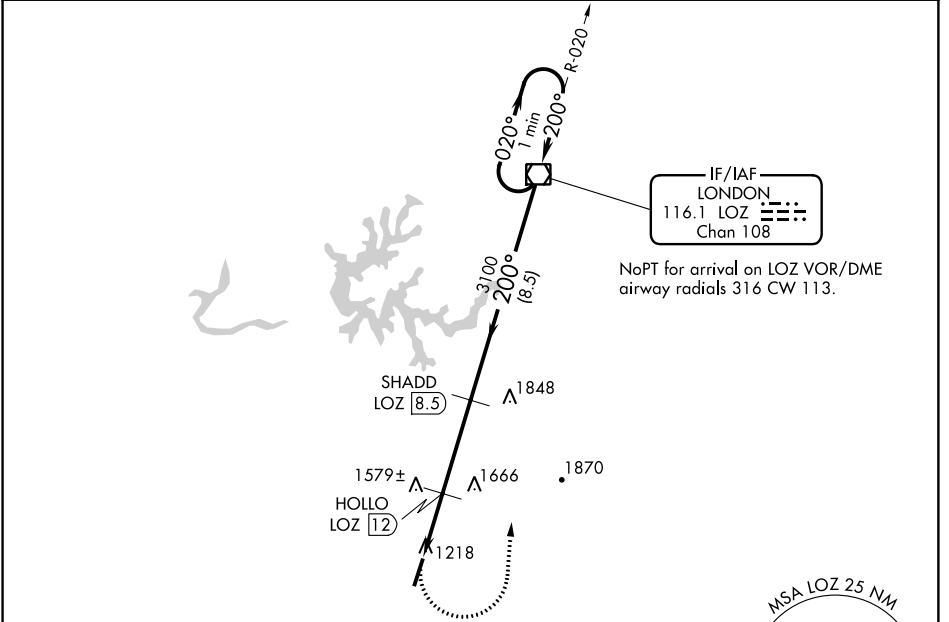 R-020
020°
1 min
200°
IF/IAF
LONDON
116.1 LOZ
Chan 108
NoPT for arrival on LOZ VOR/DME
airway radials 316 CW 113.
3100
200°
(8.5)
SHADD
LOZ 8.5
1848
1579±
1666
1870
HOLLO
LOZ 12
1218
MSA LOZ 25 NM